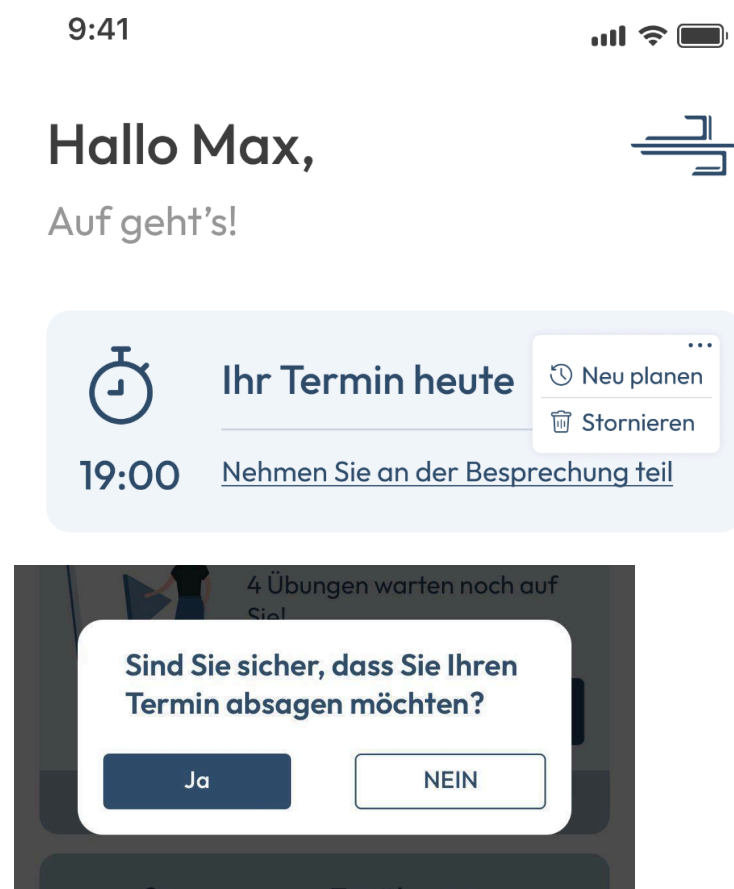 9:41
Hallo Max,
Auf geht's!
Ihr Termin heute
Neu planen
Stornieren
19:00
Nehmen Sie an der Besprechung teil
4 Übungen warten noch auf
Sie!
Sind Sie sicher, dass Sie Ihren
Termin absagen möchten?
Ja
NEIN